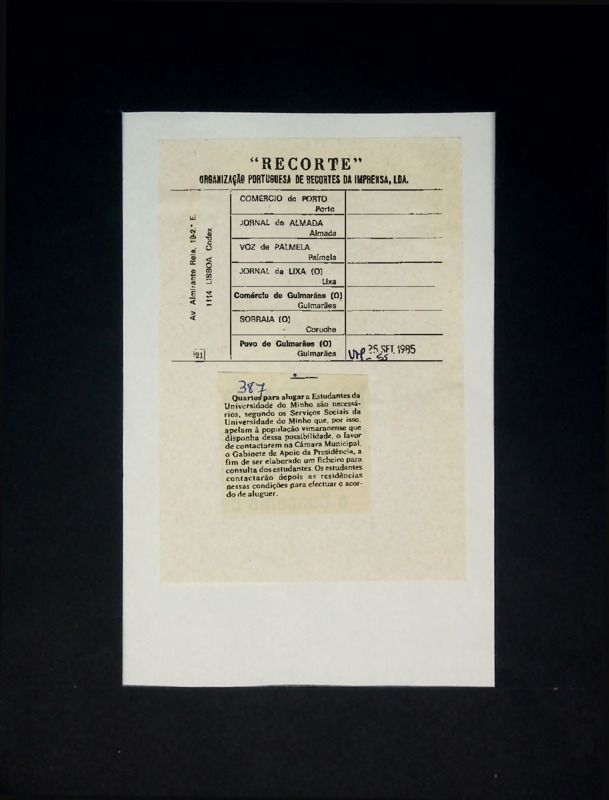 "RECORTE"
ORGANIZAÇÃO PORTUGUESA DE RECORTES DA IMPRENSA, LDA.
Av. Almirante Reis, 19-2.º E.
1114 LISBOA Codex
COMÉRCIO do PORTO
Porto
JORNAL de ALMADA
Almada
VOZ de PALMELA
Palmela
JORNAL da LIXA (O)
Lixa
Comércio de Guimarães (O)
Guimarães
SORRAIA (O)
Coruche
Povo de Guimarães (O)
Guimarães
25 SET. 1985
21
387
Quartos para alugar a Estudantes da
Universidade do Minho são necessá-
rios, segundo os Serviços Sociais da
Universidade do Minho que, por isso,
apelam à população vimaranense que
disponha dessa possibilidade, o favor
de contactarem na Câmara Municipal,
o Gabinete de Apoio da Presidência, a
fim de ser elaborado um ficheiro para
consulta dos estudantes. Os estudantes
contactarão depois as residências
nessas condições para efectuar o acor-
do de aluguer.